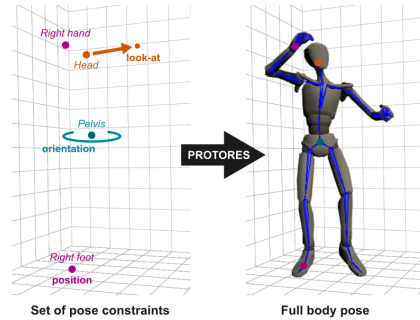 Right hand
Head
look-at
Pelvis
orientation
PROTORES
Right foot
position
Set of pose constraints
Full body pose